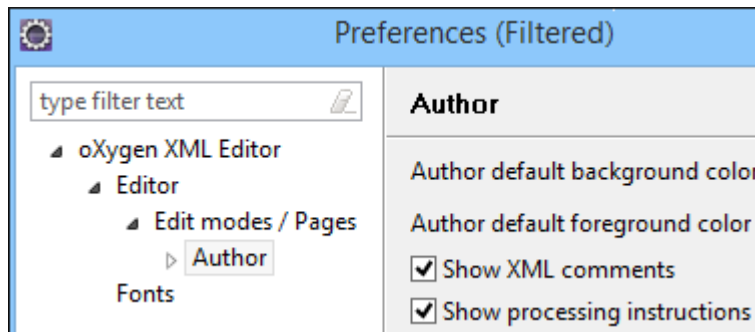 Preferences (Filtered)
type filter text
oXygen XML Editor
Editor
Edit modes / Pages
Author
Fonts
Author
Author default background color
Author default foreground color
Show XML comments
Show processing instructions